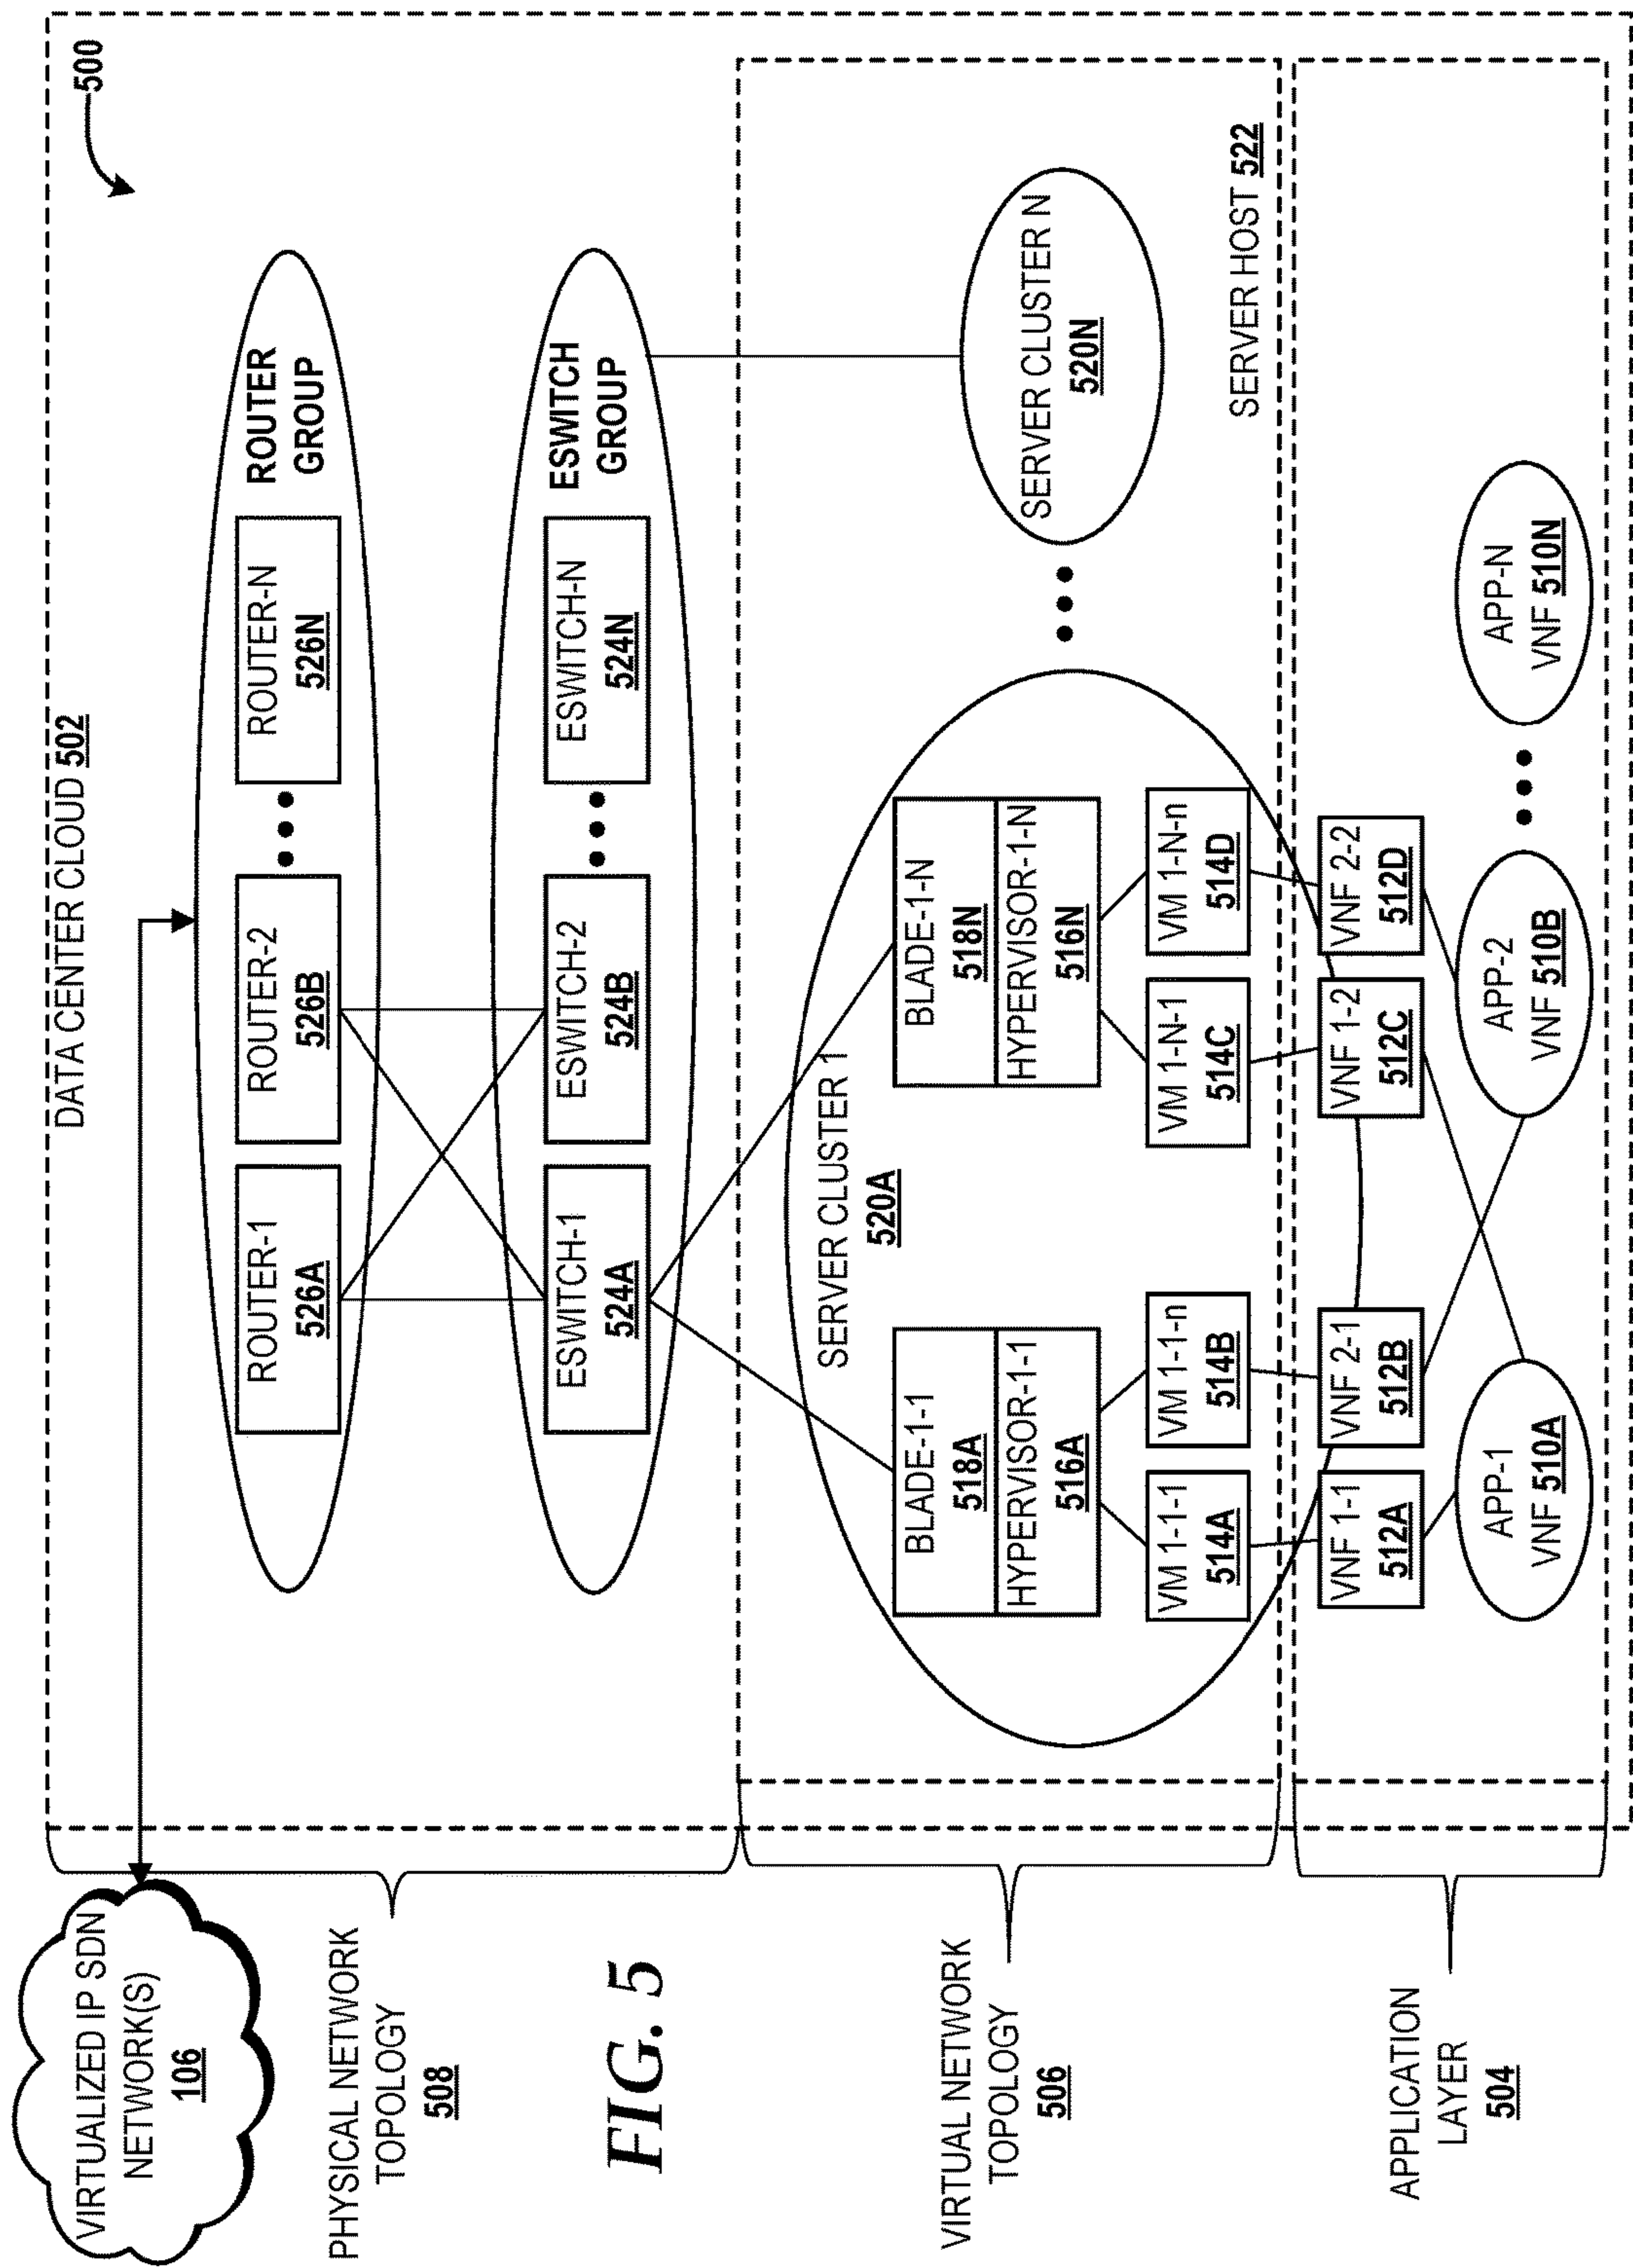 500
DATA CENTER CLOUD 502
VIRTUALIZED IP SDN
NETWORK(S)
106
PHYSICAL NETWORK
TOPOLOGY
508
ROUTER-1
526A
ROUTER-2
526B
ROUTER-N
526N
ROUTER
GROUP
ESWITCH-1
524A
ESWITCH-2
524B
ESWITCH-N
524N
ESWITCH
GROUP
FIG. 5
VIRTUAL NETWORK
TOPOLOGY
506
SERVER CLUSTER 1
520A
BLADE-1-1
518A
HYPERVISOR-1-1
516A
BLADE-1-N
518N
HYPERVISOR-1-N
516N
VM 1-1-1
514A
VM 1-1-n
514B
VM 1-N-1
514C
VM 1-N-n
514D
SERVER CLUSTER N
520N
SERVER HOST 522
APPLICATION
LAYER
504
VNF 1-1
512A
VNF 2-1
512B
VNF 1-2
512C
VNF 2-2
512D
APP-1
VNF 510A
APP-2
VNF 510B
APP-N
VNF 510N